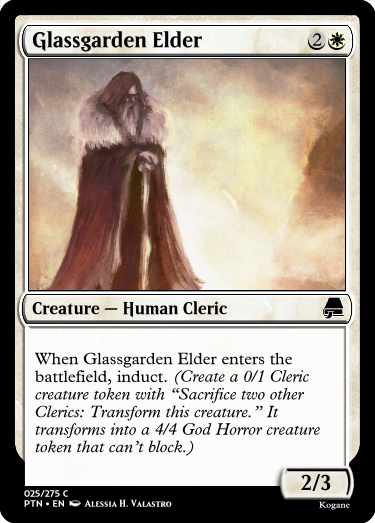 Glassgarden Elder 2
Creature — Human Cleric
When Glassgarden Elder enters the
battlefield, induct. (Create a 0/1 Cleric
creature token with “Sacrifice two other
Clerics: Transform this creature.” It
transforms into a 4/4 God Horror creature
token that can’t block.)
2/3
025/275 C
PTN • EN Alessia H. Valastro
Kogane